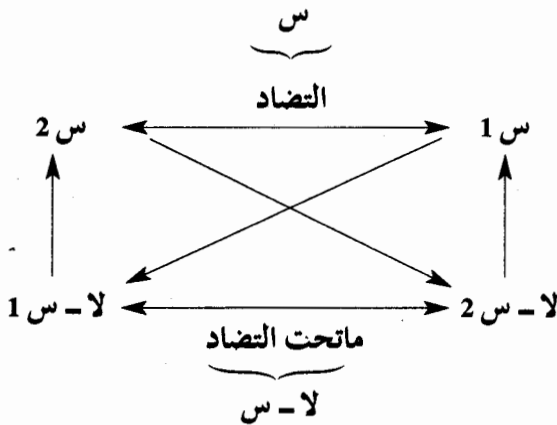 س
التضاد
س 1
س 2
لا – س 2
لا – س 1
ماتحت التضاد
لا – س